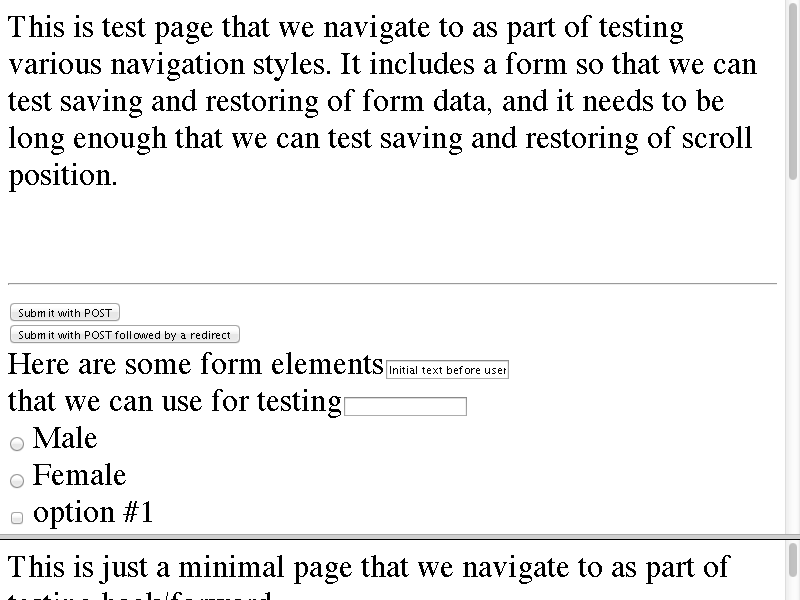 This is test page that we navigate to as part of testing
various navigation styles. It includes a form so that we can
test saving and restoring of form data, and it needs to be
long enough that we can test saving and restoring of scroll
position.
Submit with POST
Submit with POST followed by a redirect
Here are some form elements Initial text before user
that we can use for testing
Male
Female
option #1
This is just a minimal page that we navigate to as part of
testing back/forward